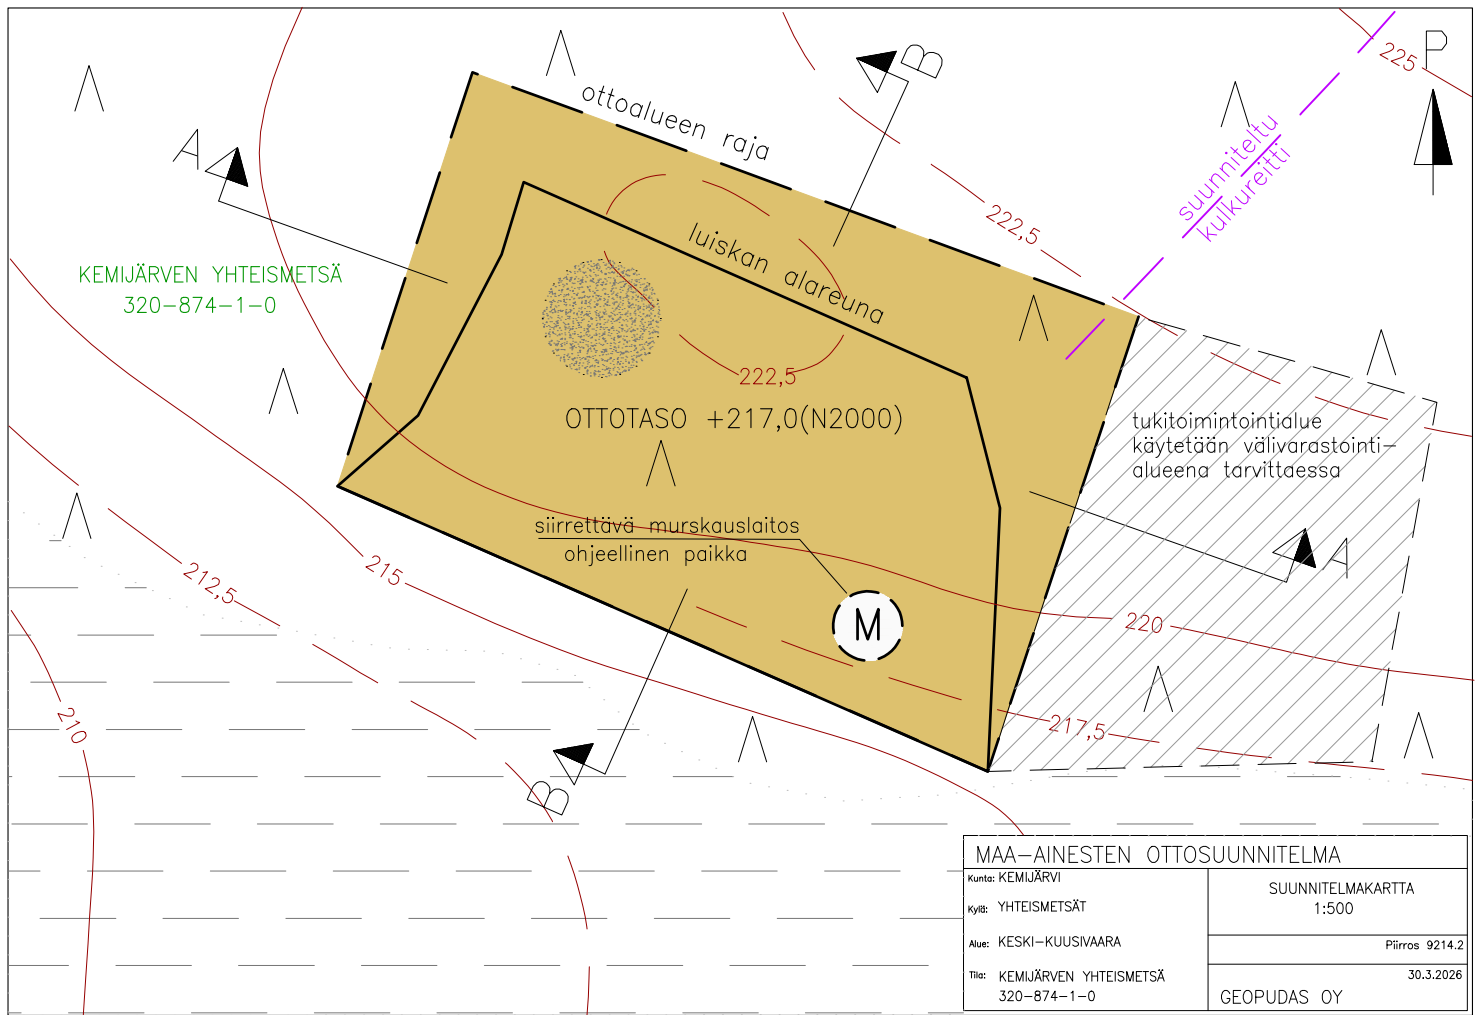 225
P
B
ottoalueen raja
A
suunniteltu
kulkureitti
222,5
luiskan alareuna
KEMIJÄRVEN YHTEISMETSÄ
320-874-1-0
222,5
OTTOTASO +217,0(N2000)
tukitoimintointialue
käytetään välivarastointi-
alueena tarvittaessa
siirrettävä murskauslaitos
ohjeellinen paikka
A
215
212,5
M
220
210
217,5
B
MAA-AINESTEN OTTOSUUNNITELMA
Kunta: KEMIJÄRVI
Kylä: YHTEISMETSÄT
Alue: KESKI-KUUSIVAARA
Tila: KEMIJÄRVEN YHTEISMETSÄ
320-874-1-0
SUUNNITELMAKARTTA
1:500
Piirros 9214.2
30.3.2026
GEOPUDAS OY